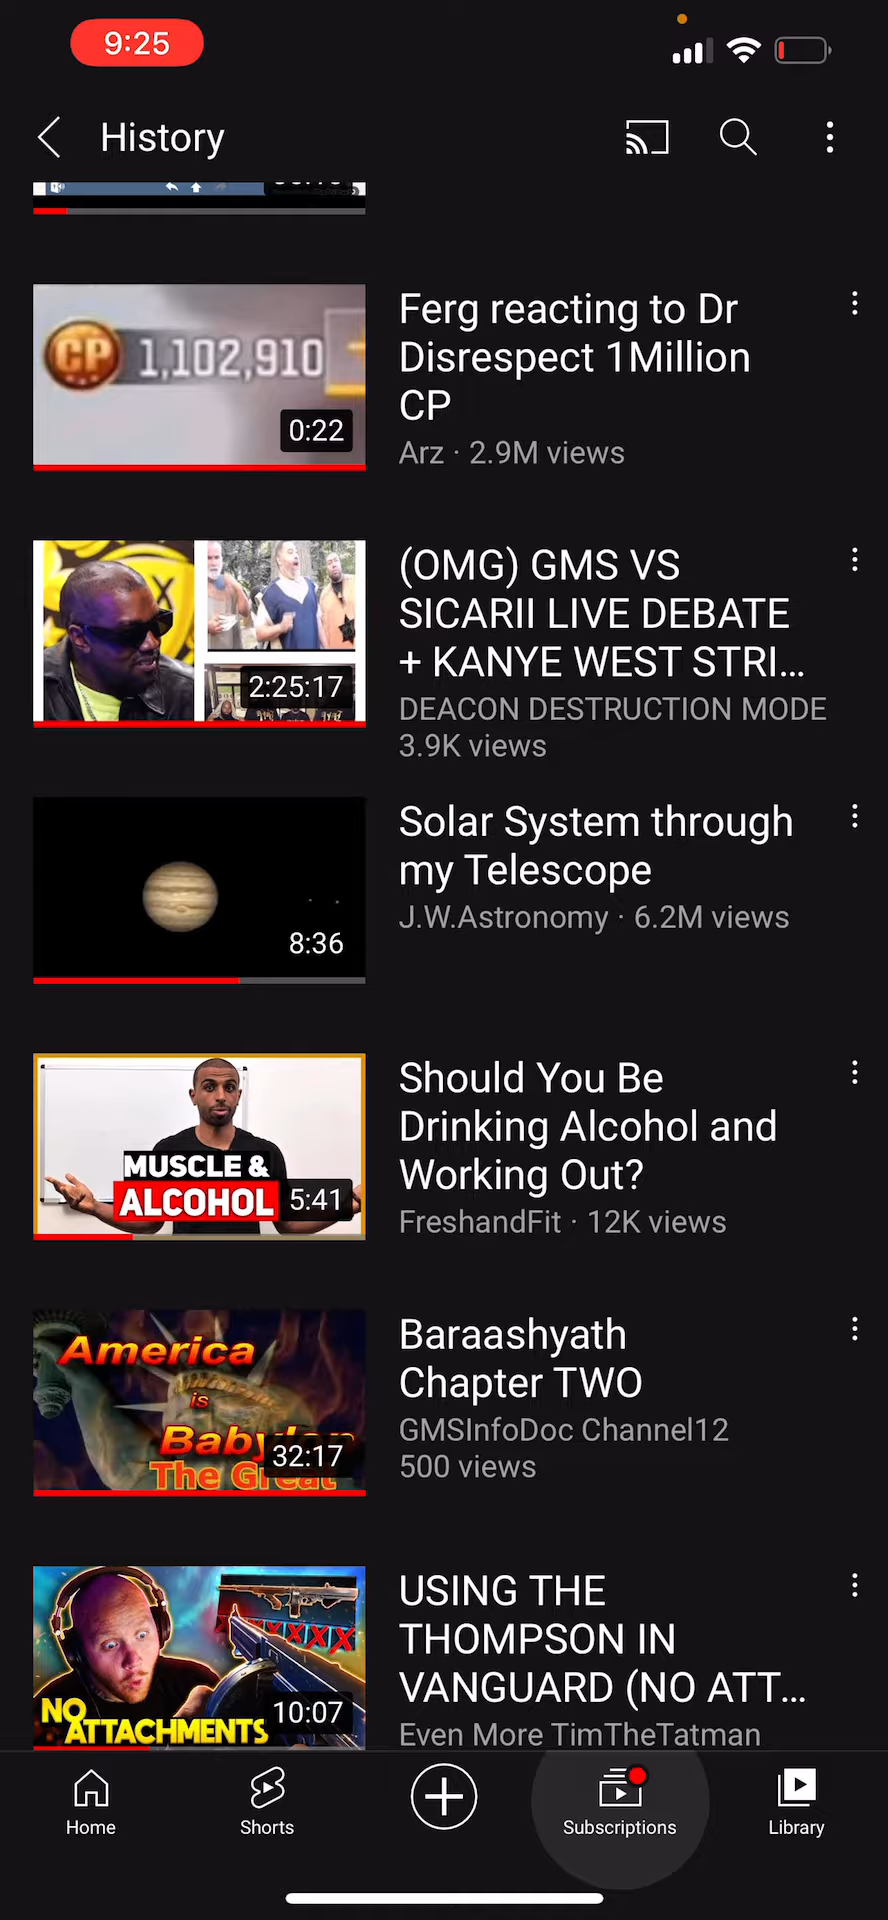 9:25
History
Ferg reacting to Dr
Disrespect 1Million
CP
Arz · 2.9M views
CP 1,102,910
0:22
(OMG) GMS VS
SICARII LIVE DEBATE
+ KANYE WEST STRI...
DEACON DESTRUCTION MODE
3.9K views
2:25:17
Solar System through
my Telescope
J.W.Astronomy · 6.2M views
8:36
Should You Be
Drinking Alcohol and
Working Out?
FreshandFit · 12K views
MUSCLE &
ALCOHOL
5:41
Baraashyath
Chapter TWO
GMSInfoDoc Channel12
500 views
America
is
Babylon
The Great
32:17
USING THE
THOMPSON IN
VANGUARD (NO ATT...
Even More TimTheTatman
XXXXX
NO
ATTACHMENTS
10:07
Home
Shorts
Subscriptions
Library